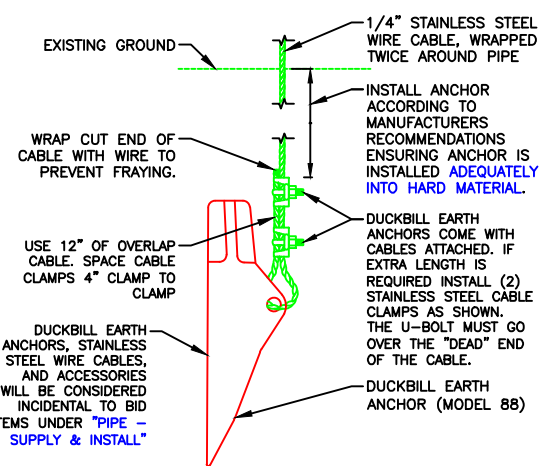 EXISTING GROUND
1/4" STAINLESS STEEL
WIRE CABLE, WRAPPED
TWICE AROUND PIPE
INSTALL ANCHOR
ACCORDING TO
MANUFACTURERS
RECOMMENDATIONS
ENSURING ANCHOR IS
INSTALLED ADEQUATELY
INTO HARD MATERIAL.
WRAP CUT END OF
CABLE WITH WIRE TO
PREVENT FRAYING.
DUCKBILL EARTH
ANCHORS COME WITH
CABLES ATTACHED. IF
EXTRA LENGTH IS
REQUIRED INSTALL (2)
STAINLESS STEEL CABLE
CLAMPS AS SHOWN.
THE U-BOLT MUST GO
OVER THE "DEAD" END
OF THE CABLE.
USE 12" OF OVERLAP
CABLE. SPACE CABLE
CLAMPS 4" CLAMP TO
CLAMP
DUCKBILL EARTH
ANCHORS, STAINLESS
STEEL WIRE CABLES,
AND ACCESSORIES
WILL BE CONSIDERED
INCIDENTAL TO BID
TEMS UNDER "PIPE –
SUPPLY & INSTALL"
DUCKBILL EARTH
ANCHOR (MODEL 88)